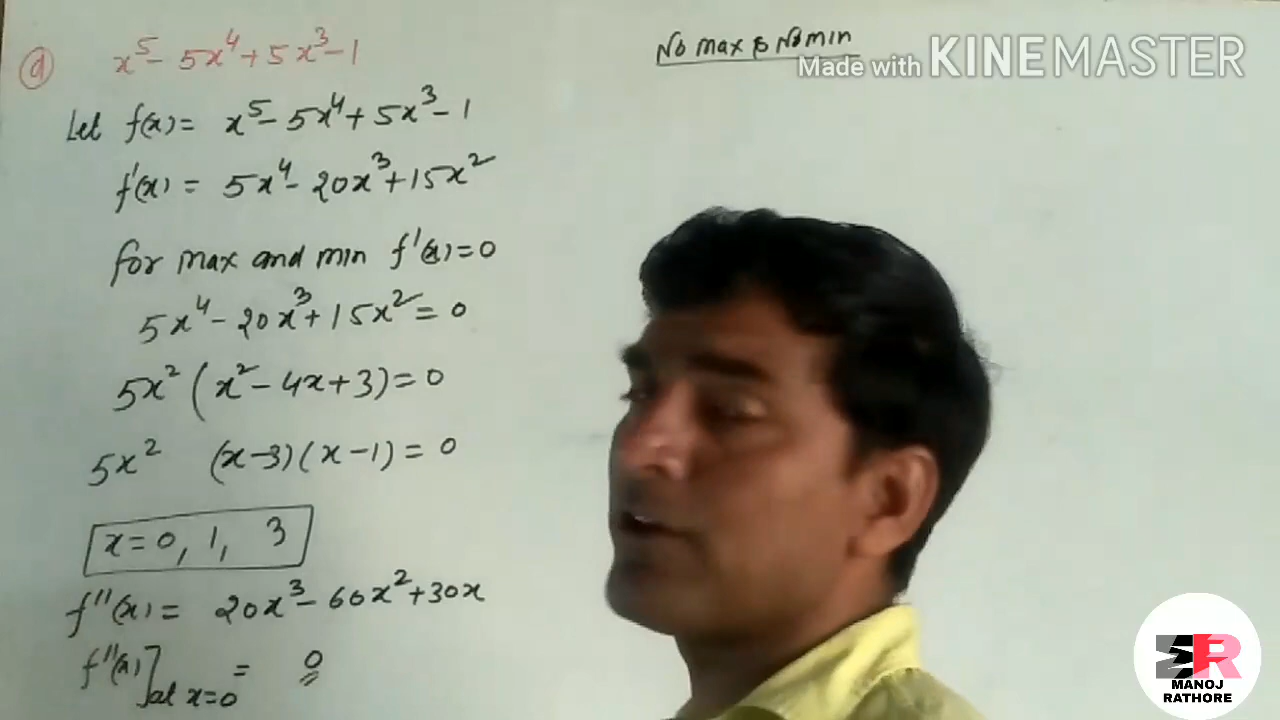 (d) x⁵ - 5x⁴ + 5x³ - 1
Let f(x) = x⁵ - 5x⁴ + 5x³ - 1
f'(x) = 5x⁴ - 20x³ + 15x²
for max and min f'(x) = 0
5x⁴ - 20x³ + 15x² = 0
5x² (x² - 4x + 3) = 0
5x² (x-3)(x-1) = 0
x = 0, 1, 3
f''(x) = 20x³ - 60x² + 30x
f''(x)] at x=0 = 0
No max & No min
Made with KINEMASTER
MANOJ
RATHORE